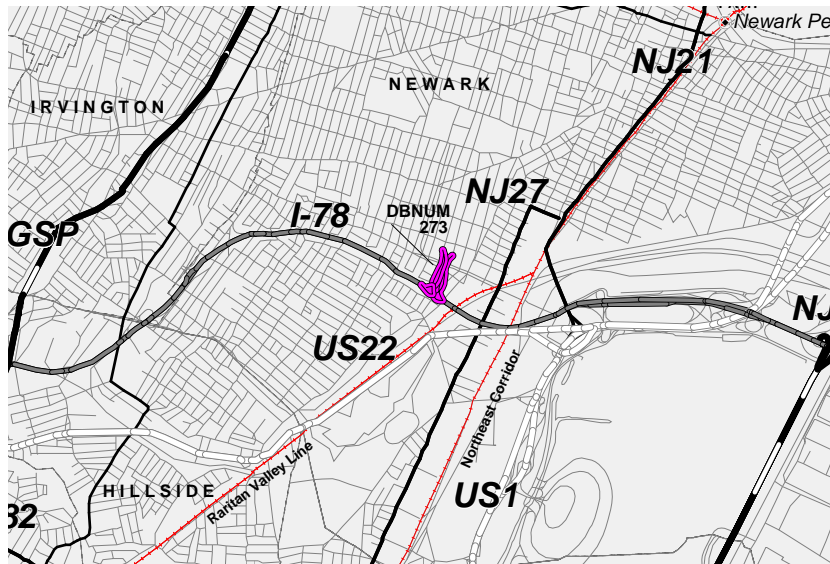 Newark Pe
NJ21
NEWARK
IRVINGTON
NJ27
I-78
DBNUM
273
GSP
NJ
US22
Northeast Corridor
Raritan Valley Line
HILLSIDE
US1
32